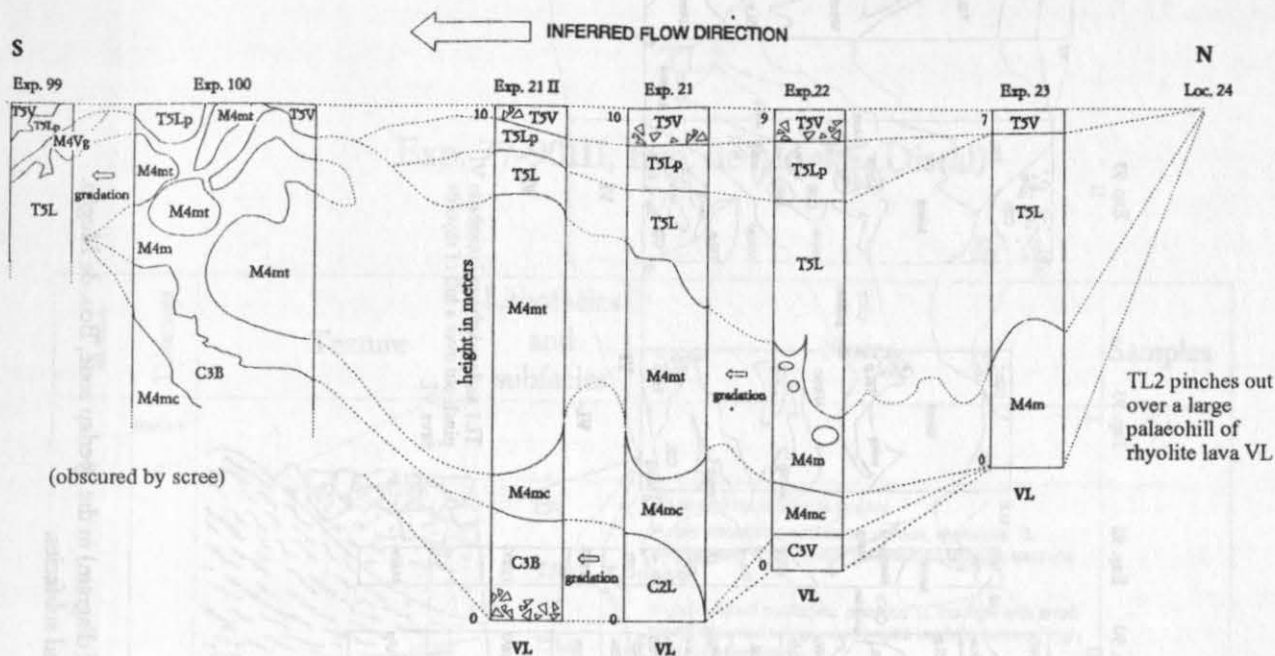 INFERRED FLOW DIRECTION
S
N
Exp. 99
Exp. 100
Exp. 21 II
Exp. 21
Exp.22
Exp. 23
Loc. 24
T5V
T5Lp
M4mt
T5V
10
T5V
10
T5V
9
T5V
7
T5V
T5Lp
M4Vg
T5Lp
T5Lp
T5Lp
gradation
M4mt
T5L
T5L
M4mt
T5L
T5L
T5L
M4m
M4mt
M4mt
height in meters
M4mt
gradation
C3B
M4mc
M4m
M4m
TL2 pinches out
over a large
palaeohill of
rhyolite lava VL
(obscured by scree)
M4mc
M4mc
M4mc
0
VL
C3B
gradation
C2L
C3V
0
VL
0
0
VL
VL